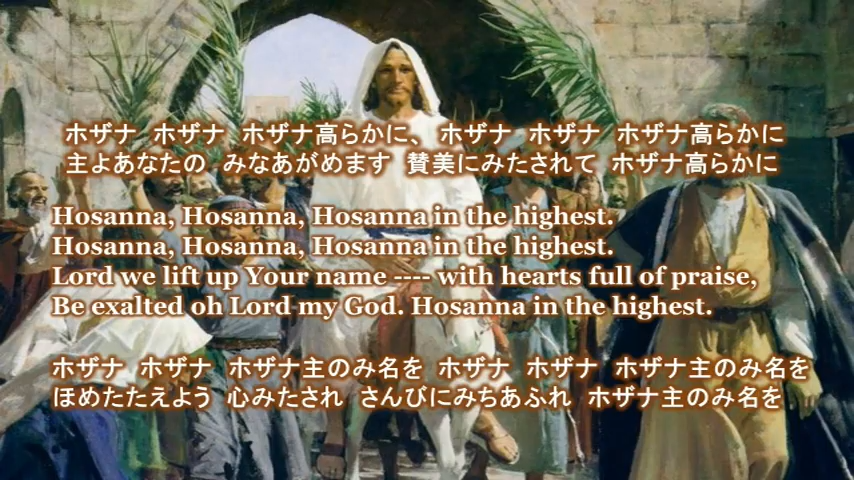 ホザナ　ホザナ　ホザナ高らかに、　ホザナ　ホザナ　ホザナ高らかに
主よあなたの　みなあがめます　賛美にみたされて　ホザナ高らかに
Hosanna, Hosanna, Hosanna in the highest.
Hosanna, Hosanna, Hosanna in the highest.
Lord we lift up Your name ---- with hearts full of praise,
Be exalted oh Lord my God. Hosanna in the highest.
ホザナ　ホザナ　ホザナ主のみ名を　ホザナ　ホザナ　ホザナ主のみ名を
ほめたたえよう　心みたされ　さんびにみちあふれ　ホザナ主のみ名を